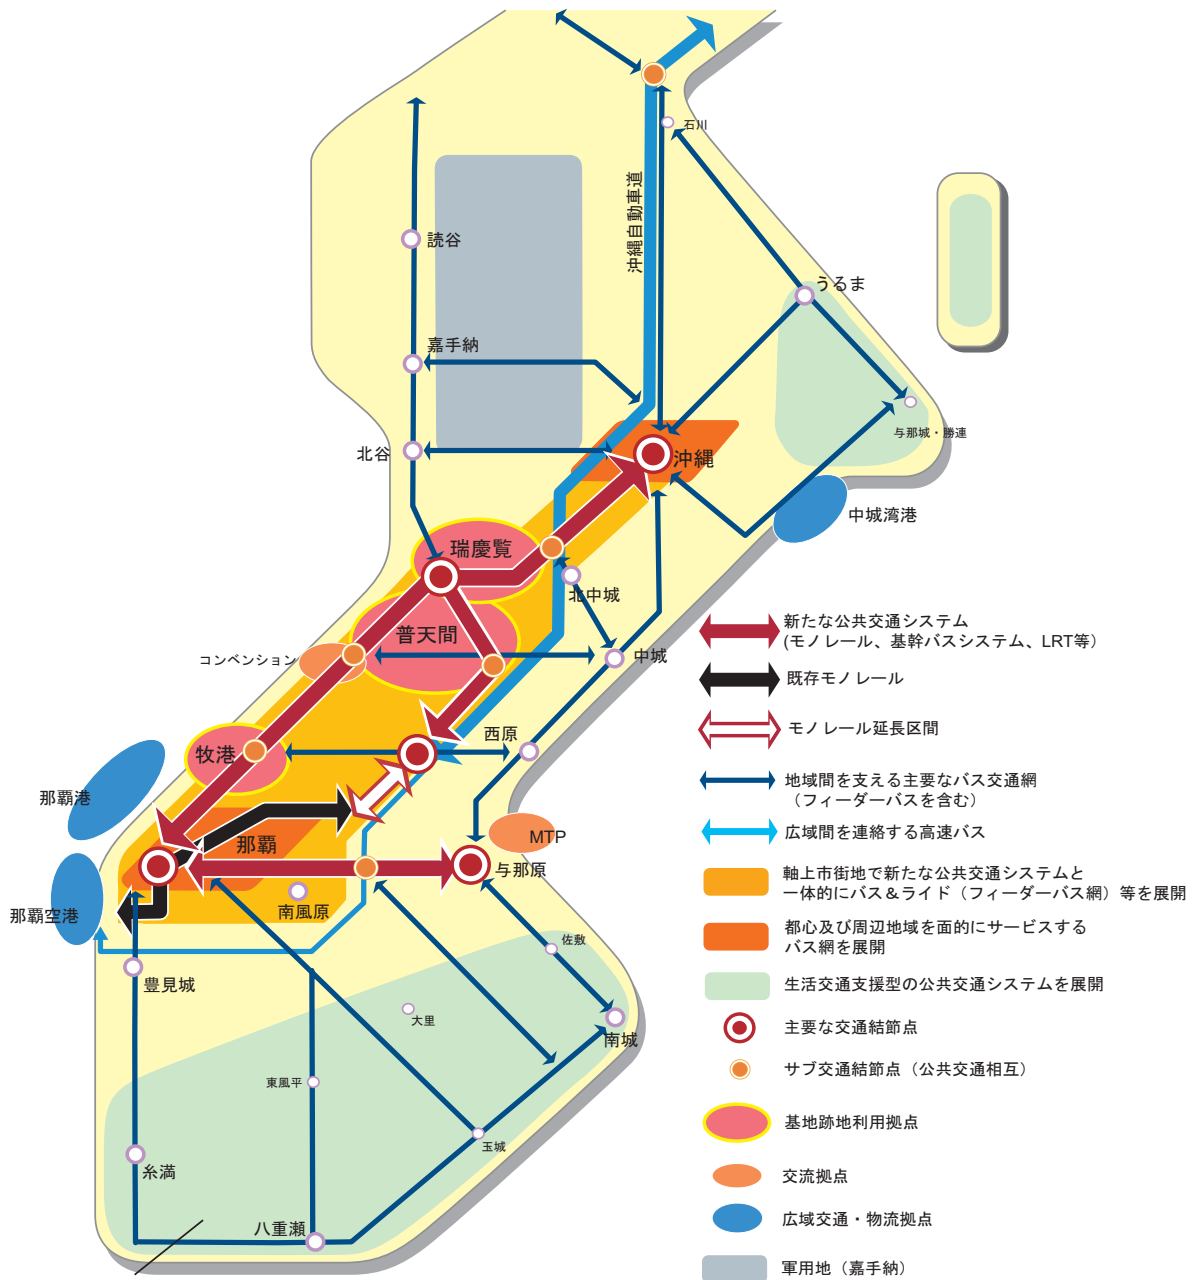 石川
沖縄自動車道
読谷
うるま
嘉手納
与那城・勝連
北谷
沖縄
中城湾港
瑞慶覧
北中城
普天間
コンベンション
中城
西原
牧港
那覇港
那覇
MTP
与那原
南風原
那覇空港
佐敷
豊見城
大里
南城
東風平
玉城
糸満
八重瀬
新たな公共交通システム
(モノレール、基幹バスシステム、LRT等）
既存モノレール
モノレール延長区間
地域間を支える主要なバス交通網
（フィーダーバスを含む）
広域間を連絡する高速バス
軸上市街地で新たな公共交通システムと
一体的にバス＆ライド（フィーダーバス網）等を展開
都心及び周辺地域を面的にサービスする
バス網を展開
生活交通支援型の公共交通システムを展開
主要な交通結節点
サブ交通結節点（公共交通相互）
基地跡地利用拠点
交流拠点
広域交通・物流拠点
軍用地（嘉手納）